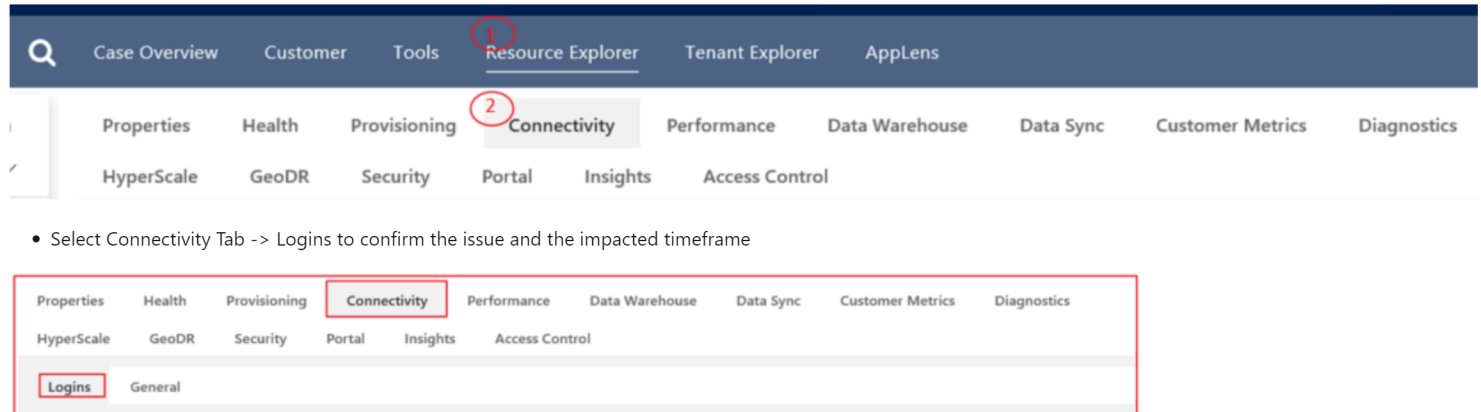 1
Case Overview Customer Tools Resource Explorer Tenant Explorer AppLens
2
Properties Health Provisioning Connectivity Performance Data Warehouse Data Sync Customer Metrics Diagnostics
HyperScale GeoDR Security Portal Insights Access Control
• Select Connectivity Tab -> Logins to confirm the issue and the impacted timeframe
Properties Health Provisioning Connectivity Performance Data Warehouse Data Sync Customer Metrics Diagnostics
HyperScale GeoDR Security Portal Insights Access Control
Logins General